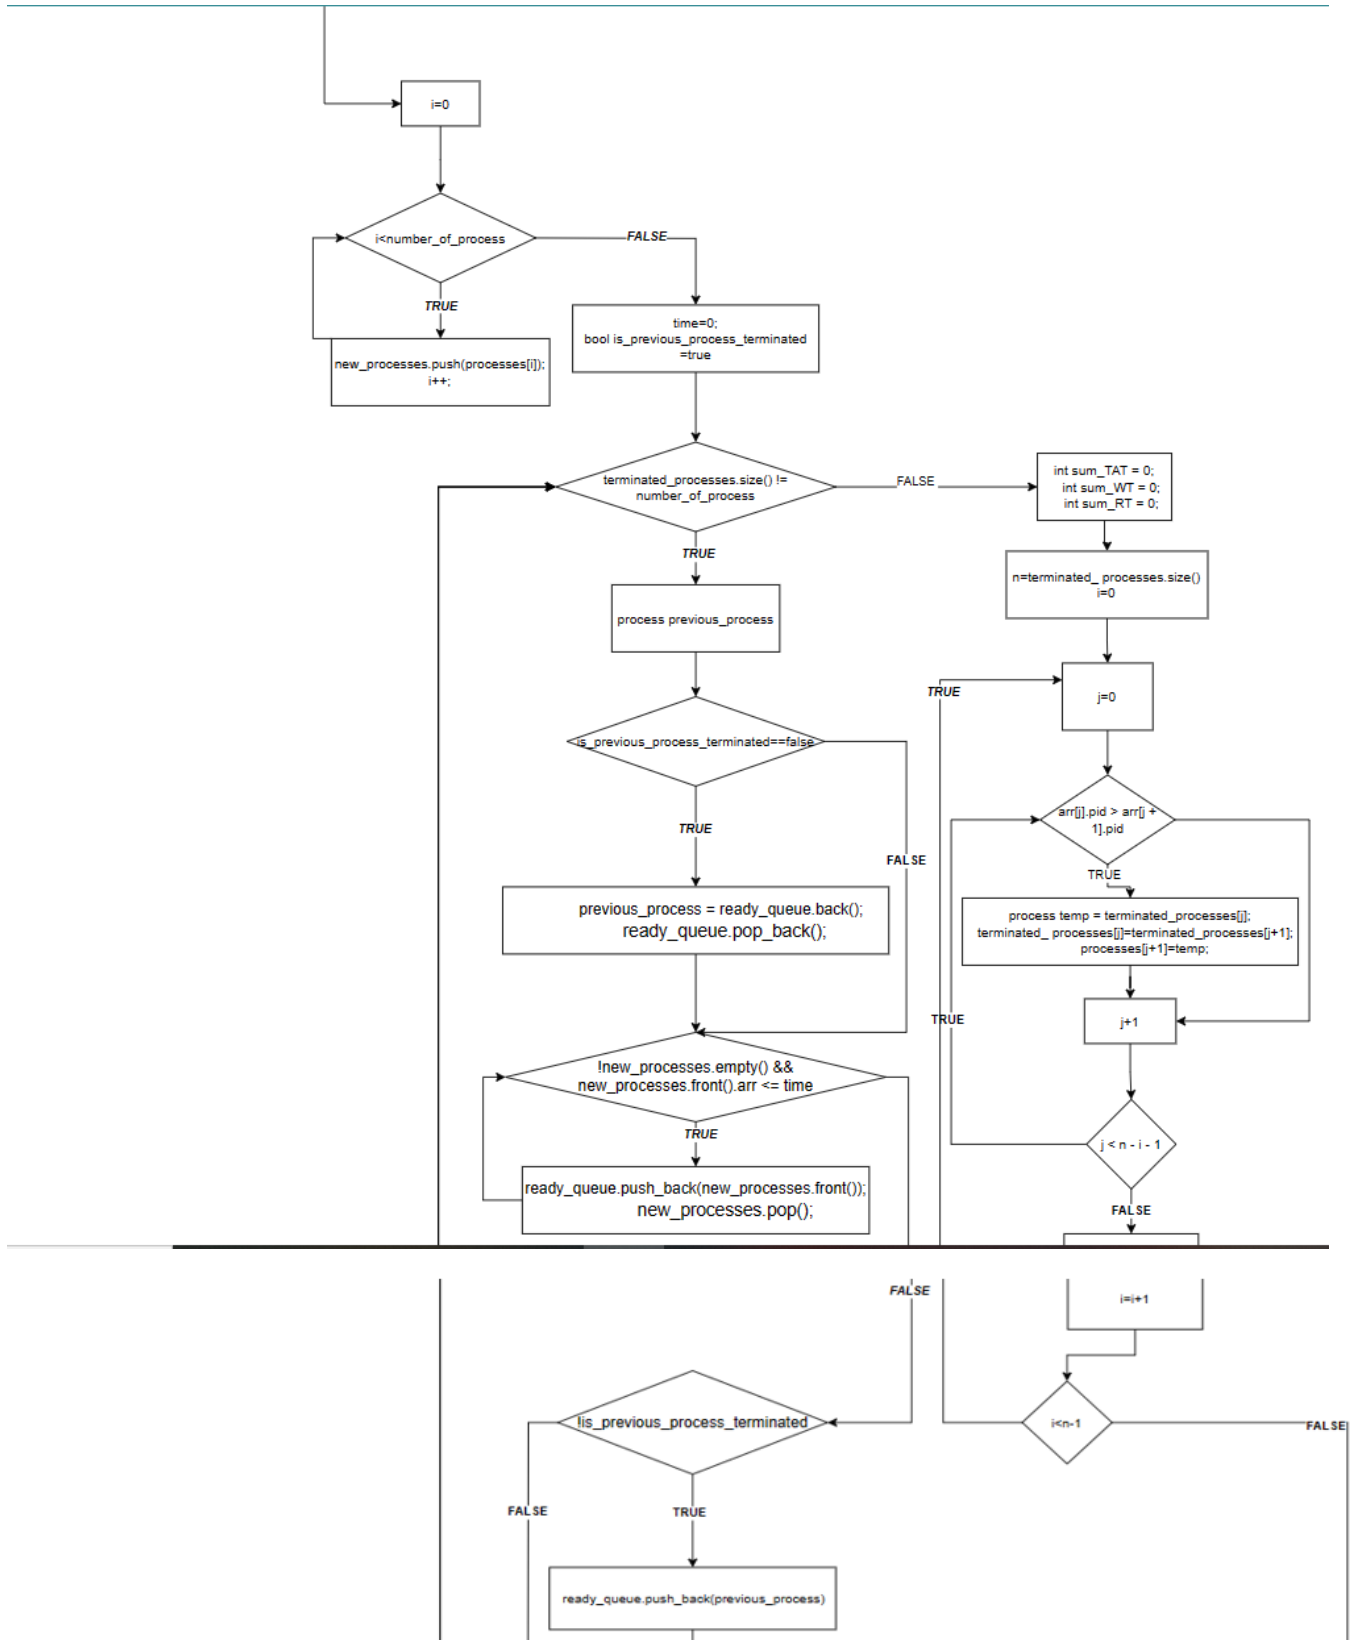 i=0
i<number_of_process
FALSE
TRUE
new_processes.push(processes[i]);
i++;
time=0;
bool is_previous_process_terminated
=true
terminated_processes.size() !=
number_of_process
FALSE
TRUE
int sum_TAT = 0;
int sum_WT = 0;
int sum_RT = 0;
n=terminated_ processes.size()
i=0
process previous_process
TRUE
j=0
is_previous_process_terminated==false
TRUE
FALSE
arr[j].pid > arr[j +
1].pid
TRUE
previous_process = ready_queue.back();
ready_queue.pop_back();
process temp = terminated_processes[j];
terminated_ processes[j]=terminated_processes[j+1];
processes[j+1]=temp;
TRUE
j+1
!new_processes.empty() &&
new_processes.front().arr <= time
TRUE
j < n - i - 1
FALSE
ready_queue.push_back(new_processes.front());
new_processes.pop();
FALSE
i=i+1
!is_previous_process_terminated
i<n-1
FALSE
FALSE
TRUE
ready_queue.push_back(previous_process)